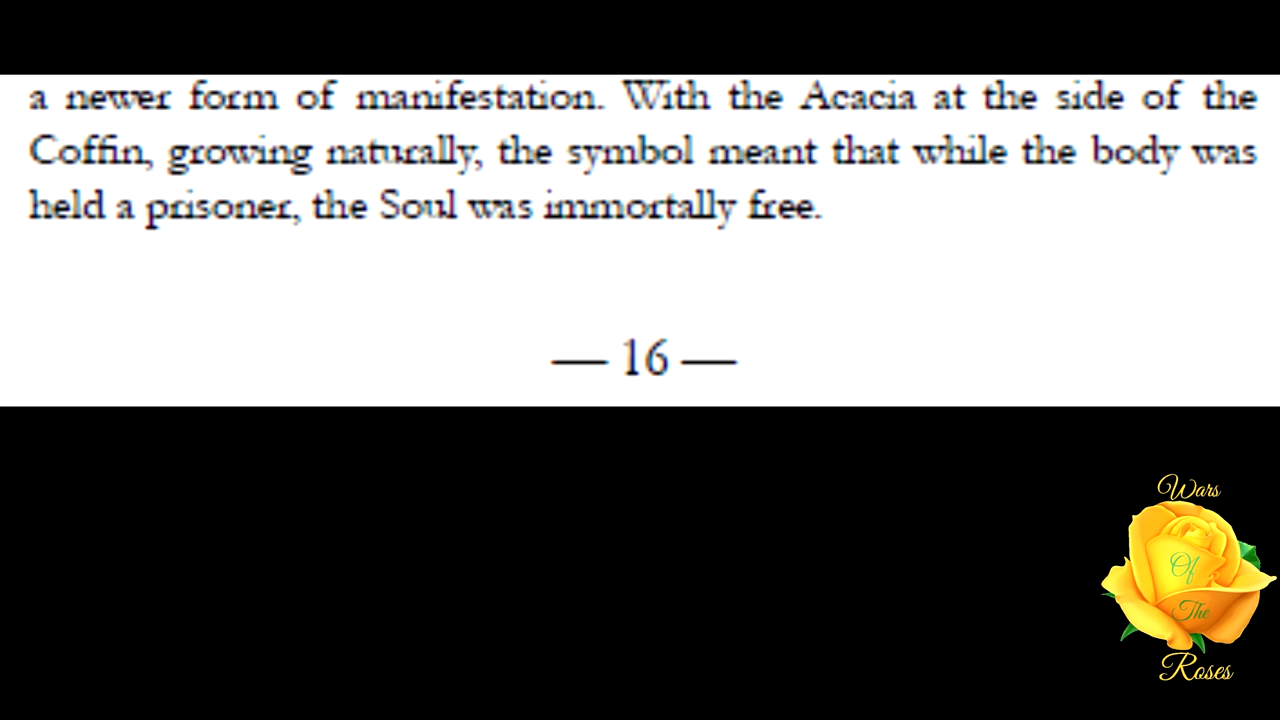 a newer form of manifestation. With the Acacia at the side of the
Coffin, growing naturally, the symbol meant that while the body was
held a prisoner, the Soul was immortally free.
— 16 —
Wars
Of
The
Roses